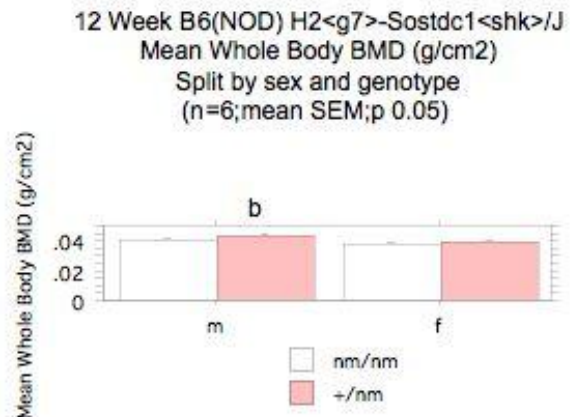 12 Week B6(NOD) H2<g7>-Sostdc1<shk>/J
Mean Whole Body BMD (g/cm2)
Split by sex and genotype
(n=6;mean SEM;p 0.05)
Mean Whole Body BMD (g/cm2)
b
.04
.02
0
m f
nm/nm
+/nm